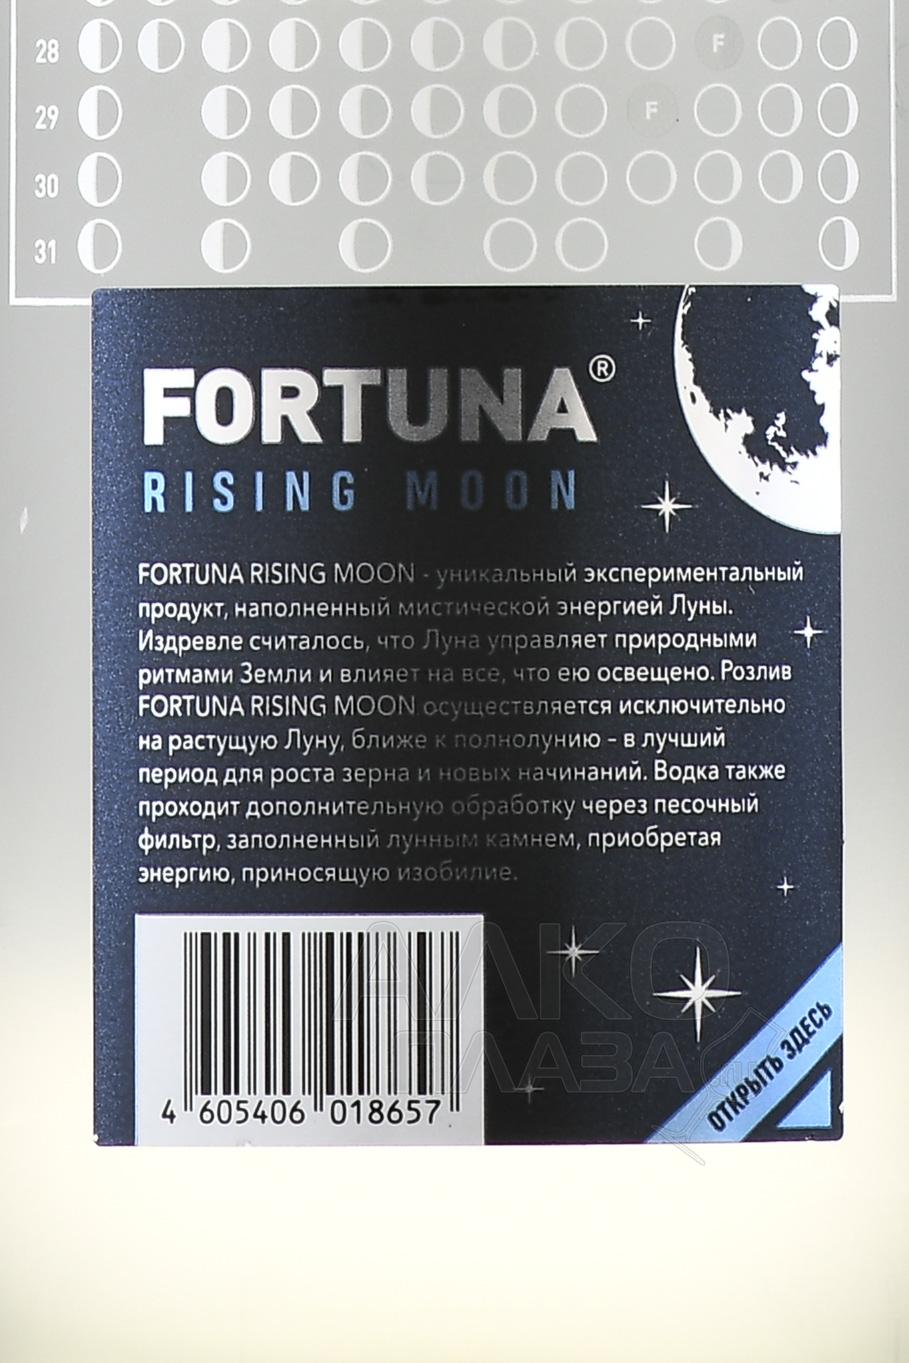 28 F
29 F
30
31
FORTUNA®
RISING MOON
FORTUNA RISING MOON - уникальный экспериментальный
продукт, наполненный мистической энергией Луны.
Издревле считалось, что Луна управляет природными
ритмами Земли и влияет на все, что ею освещено. Розлив
FORTUNA RISING MOON осуществляется исключительно
на растущую Луну, ближе к полнолунию – в лучший
период для роста зерна и новых начинаний. Водка также
проходит дополнительную обработку через песочный
фильтр, заполненный лунным камнем, приобретая
энергию, приносящую изобилие.
4 605406 018657
ОТКРЫТЬ ЗДЕСЬ
АЛКО
ПЛАЗА.ru